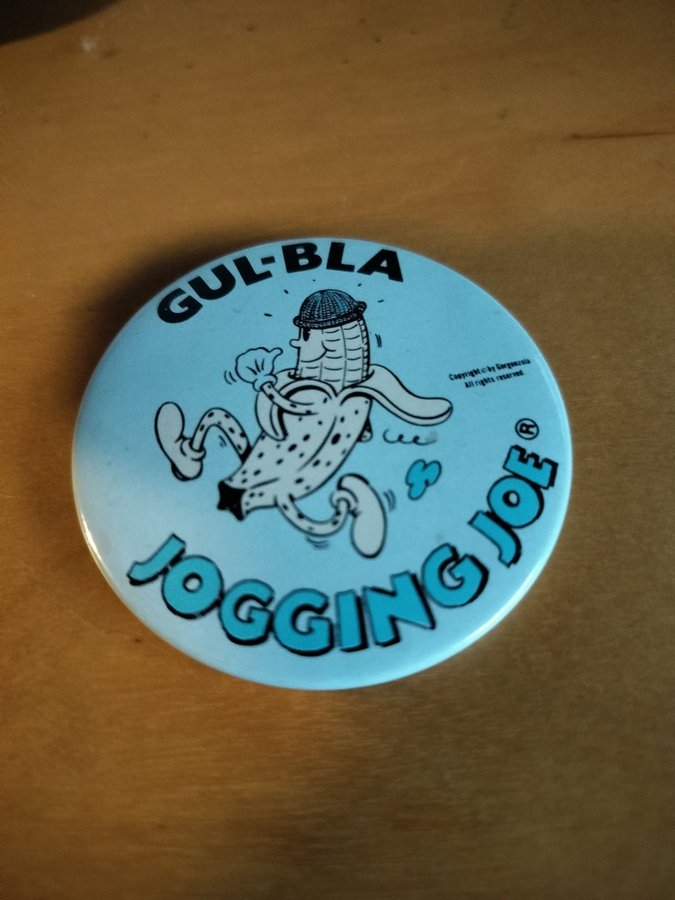 GUL-BLA
Copyright © by Gorgonzola
All rights reserved.
JOGGING JOE ®